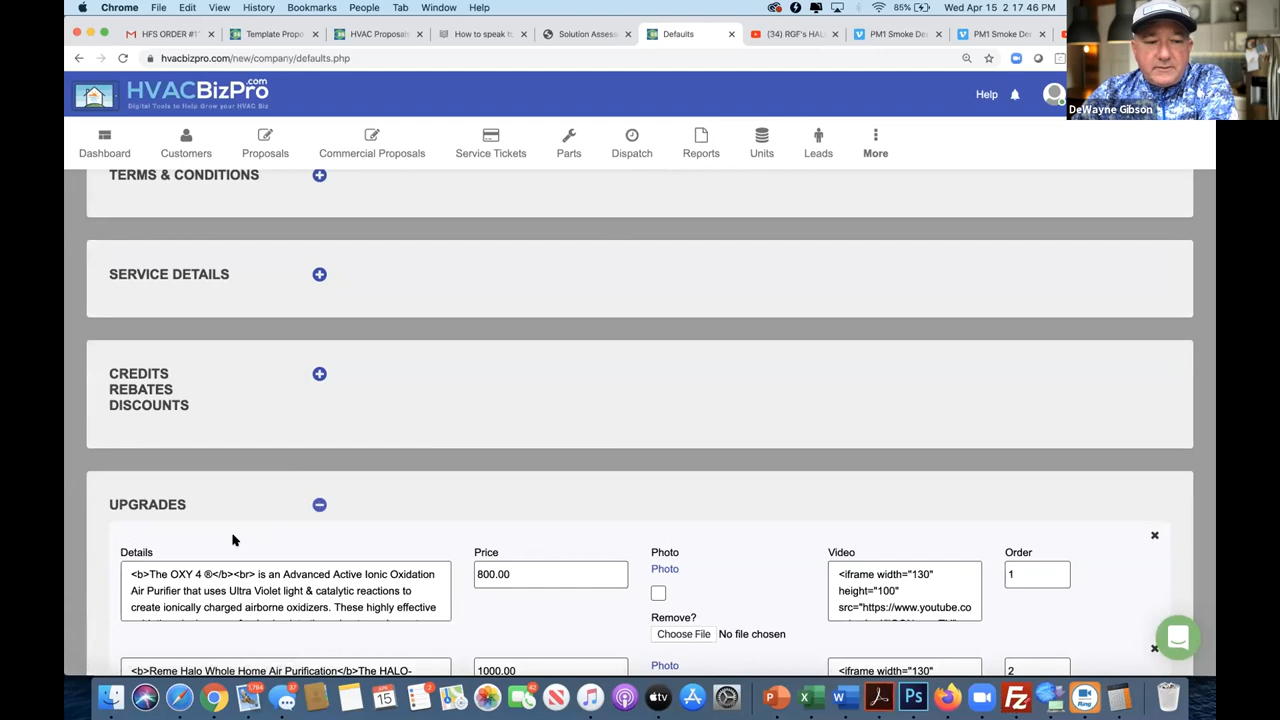 Chrome File Edit View History Bookmarks People Tab Window Help 85% Wed Apr 15 2:17:46 PM
HFS ORDER #1 Template Propo HVAC Proposals How to speak to Solution Assess Defaults (34) RGF's HAL PM1 Smoke De PM1 Smoke De
hvacbizpro.com/new/company/defaults.php
HVACBizPro.com
Digital Tools to Help Grow your HVAC Biz
Help
DeWayne Gibson
Dashboard Customers Proposals Commercial Proposals Service Tickets Parts Dispatch Reports Units Leads More
TERMS & CONDITIONS
SERVICE DETAILS
CREDITS
REBATES
DISCOUNTS
UPGRADES
Details Price Photo Video Order
Photo
<b>The OXY 4 ®</b><br> is an Advanced Active Ionic Oxidation 800.00 <iframe width="130" 1
Air Purifier that uses Ultra Violet light & catalytic reactions to height="100"
create ionically charged airborne oxidizers. These highly effective src="https://www.youtube.co
Remove?
Choose File No file chosen
<b>Reme Halo Whole Home Air Purification</b>The HALO- 1000.00 Photo <iframe width="130" 2